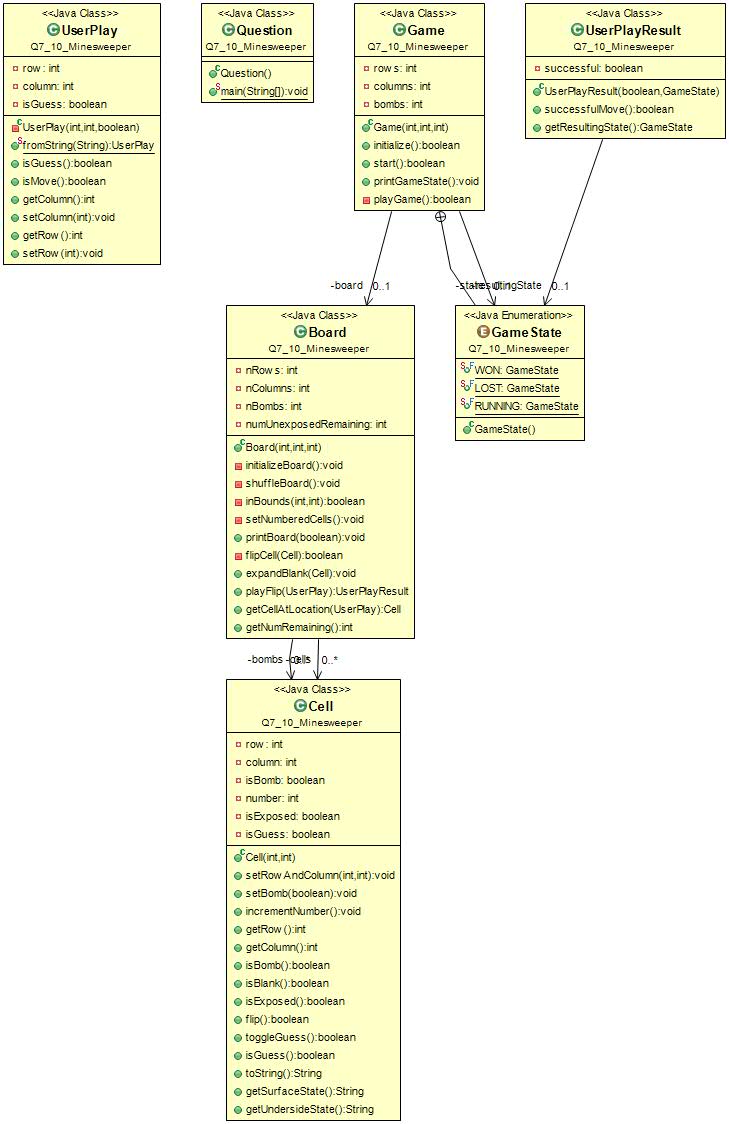 <<Java Class>>
UserPlay
Q7_10_Minesweeper
row: int
column: int
isGuess: boolean
UserPlay(int,int,boolean)
fromString(String):UserPlay
isGuess():boolean
isMove():boolean
getColumn():int
setColumn(int):void
getRow():int
setRow(int):void
<<Java Class>>
Question
Q7_10_Minesweeper
Question()
main(String[]):void
<<Java Class>>
Game
Q7_10_Minesweeper
rows: int
columns: int
bombs: int
Game(int,int,int)
initialize():boolean
start():boolean
printGameState():void
playGame():boolean
<<Java Class>>
UserPlayResult
Q7_10_Minesweeper
successful: boolean
UserPlayResult(boolean,GameState)
successfulMove():boolean
getResultingState():GameState
-board 0..1
-state
resultingState 0..1
<<Java Class>>
Board
Q7_10_Minesweeper
nRows: int
nColumns: int
nBombs: int
numUnexposedRemaining: int
Board(int,int,int)
initializeBoard():void
shuffleBoard():void
inBounds(int,int):boolean
setNumberedCells():void
printBoard(boolean):void
flipCell(Cell):boolean
expandBlank(Cell):void
playFlip(UserPlay):UserPlayResult
getCellAtLocation(UserPlay):Cell
getNumRemaining():int
<<Java Enumeration>>
GameState
Q7_10_Minesweeper
WON: GameState
LOST: GameState
RUNNING: GameState
GameState()
-bombs -cells 0..*
<<Java Class>>
Cell
Q7_10_Minesweeper
row: int
column: int
isBomb: boolean
number: int
isExposed: boolean
isGuess: boolean
Cell(int,int)
setRowAndColumn(int,int):void
setBomb(boolean):void
incrementNumber():void
getRow():int
getColumn():int
isBomb():boolean
isBlank():boolean
isExposed():boolean
flip():boolean
toggleGuess():boolean
isGuess():boolean
toString():String
getSurfaceState():String
getUndersideState():String